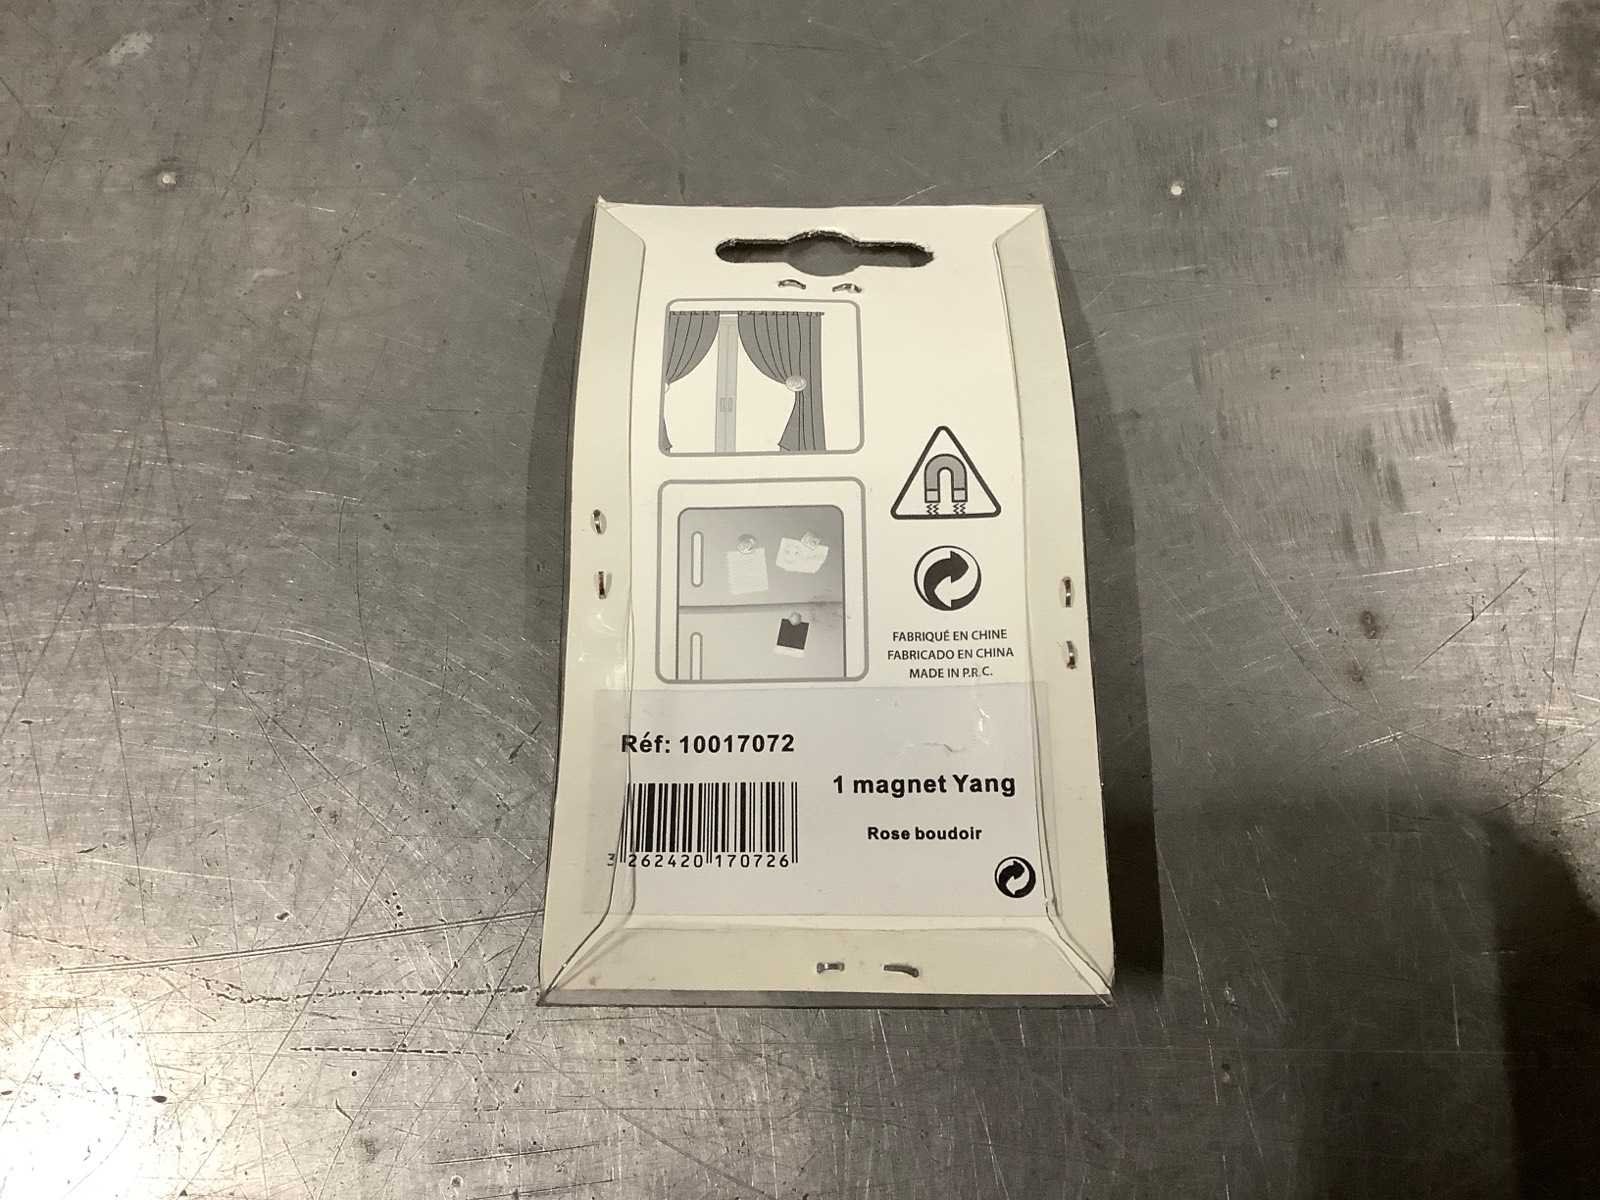 FABRIQUÉ EN CHINE
FABRICADO EN CHINA
MADE IN P.R.C.
Réf: 10017072
1 magnet Yang
Rose boudoir
3 262420 170726